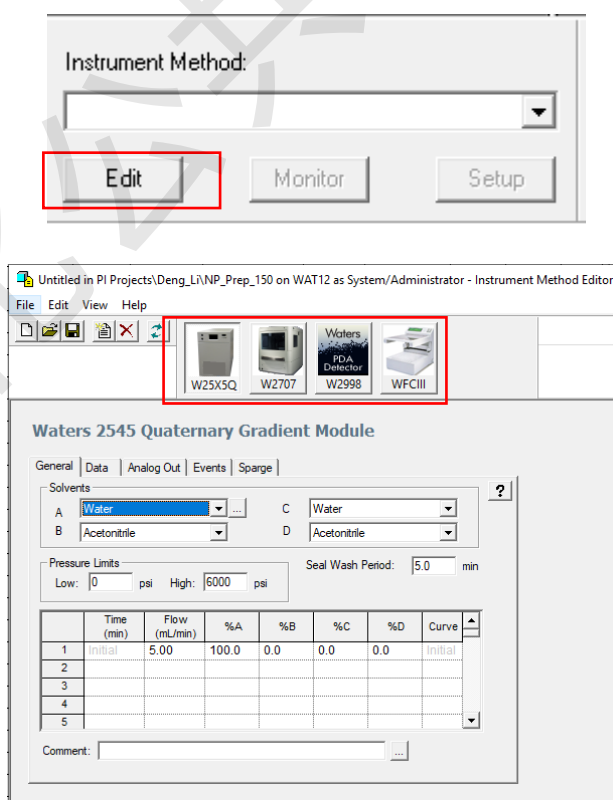 Instrument Method:
Edit Monitor Setup
Untitled in PI Projects\Deng_Li\NP_Prep_150 on WAT12 as System/Administrator - Instrument Method Editor
File Edit View Help
Waters
PDA
Detector
W25X5Q W2707 W2998 WFCIII
Waters 2545 Quaternary Gradient Module
General Data Analog Out Events Sparge
Solvents
?
A Water ... C Water
B Acetonitrile D Acetonitrile
Pressure Limits
Low: 0 psi High: 6000 psi Seal Wash Period: 5.0 min
Time (min) Flow (mL/min) %A %B %C %D Curve
1 Initial 5.00 100.0 0.0 0.0 0.0 Initial
2
3
4
5
Comment: ...